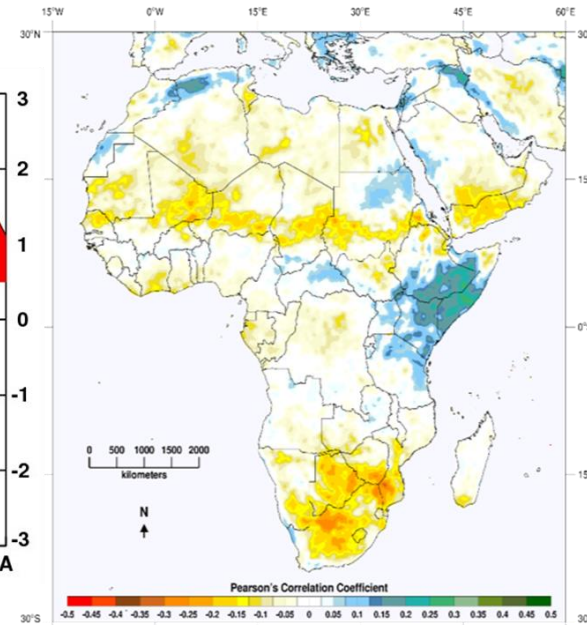 15°W 0°W 15°E 30°E 45°E 60°E
30°N 30
3
2 15
1
0 0°
-1
0 500 1000 1500 2000
kilometers
-2 15
N
-3
A
Pearson's Correlation Coefficient
-0.5 -0.45 -0.4 -0.35 -0.3 -0.25 -0.2 -0.15 -0.1 -0.05 0 0.05 0.1 0.15 0.2 0.25 0.3 0.35 0.4 0.45 0.5
30°S 30